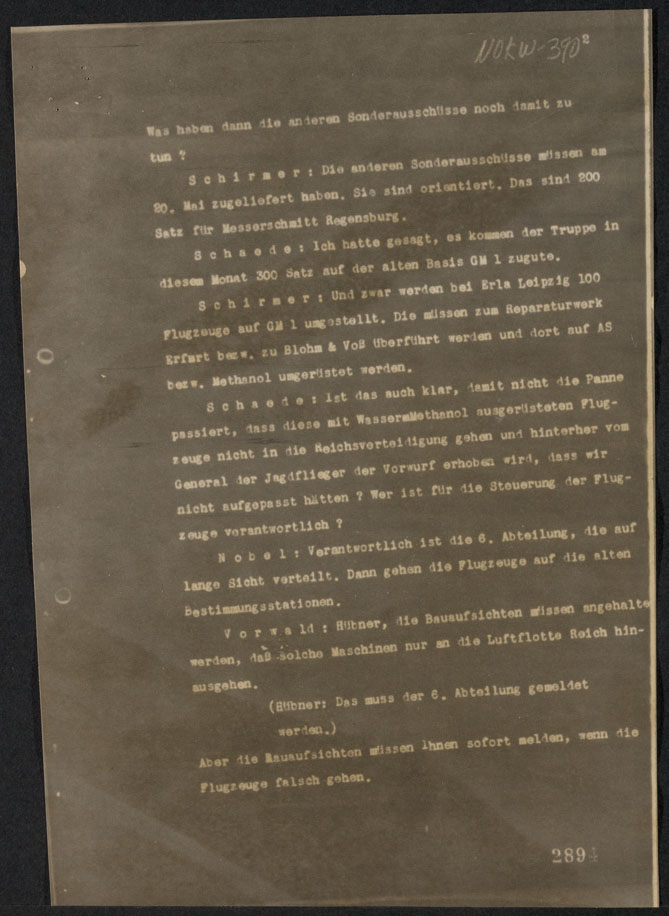 NOKW-390²
Was haben dann die anderen Sonderausschüsse noch damit zu
tun ?
S c h i r m e r : Die anderen Sonderausschüsse müssen am
20. Mai zugeliefert haben. Sie sind orientiert. Das sind 200
Satz für Messerschmitt Regensburg.
S c h a e d e : Ich hatte gesagt, es kommen der Truppe in
diesem Monat 300 Satz auf der alten Basis GM 1 zugute.
S c h i r m e r : Und zwar werden bei Erla Leipzig 100
Flugzeuge auf GM 1 umgestellt. Die müssen zum Reparaturwerk
Erfurt bezw. zu Blohm & Voß überführt werden und dort auf AS
bezw. Methanol umgerüstet werden.
S c h a e d e : Ist das auch klar, damit nicht die Panne
passiert, dass diese mit WassermMethanol ausgerüsteten Flug-
zeuge nicht in die Reichsverteidigung gehen und hinterher vom
General der Jagdflieger der Vorwurf erhoben wird, dass wir
nicht aufgepasst hätten ? Wer ist für die Steuerung der Flug-
zeuge verantwortlich ?
N o b e l : Verantwortlich ist die 6. Abteilung, die auf
lange Sicht verteilt. Dann gehen die Flugzeuge auf die alten
Bestimmungsstationen.
V o r w a ld : Hübner, die Bauaufsichten müssen angehalte
werden, daß solche Maschinen nur an die Luftflotte Reich hin-
ausgehen.
(Hübner: Das muss der 6. Abteilung gemeldet
werden.)
Aber die Bauaufsichten müssen Ihnen sofort melden, wenn die
Flugzeuge falsch gehen.
2894